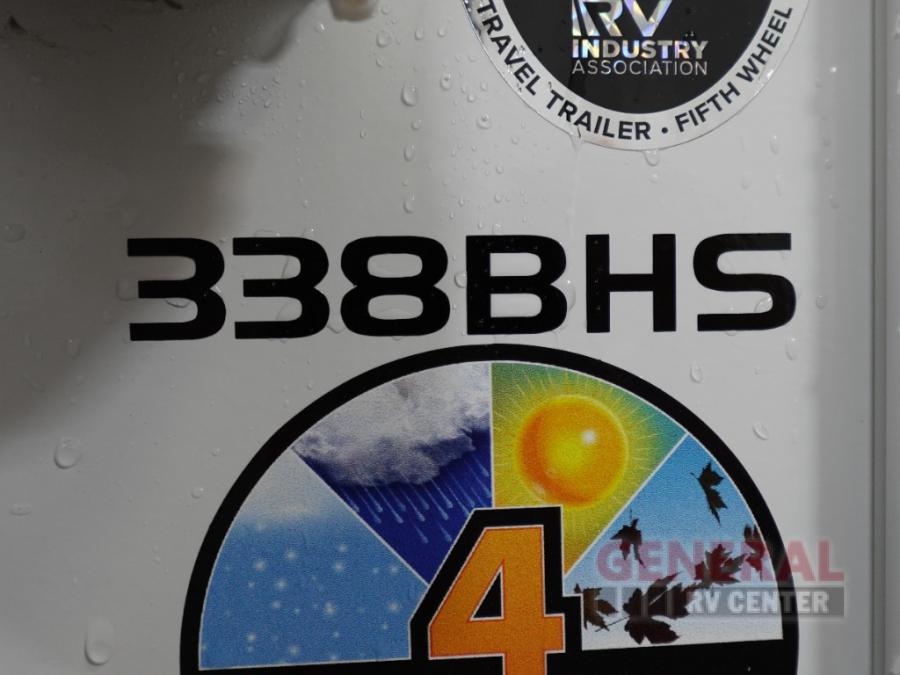 RV
INDUSTRY
ASSOCIATION
TRAVEL TRAILER • FIFTH WHEEL
338BHS
4
GENERAL
RV CENTER